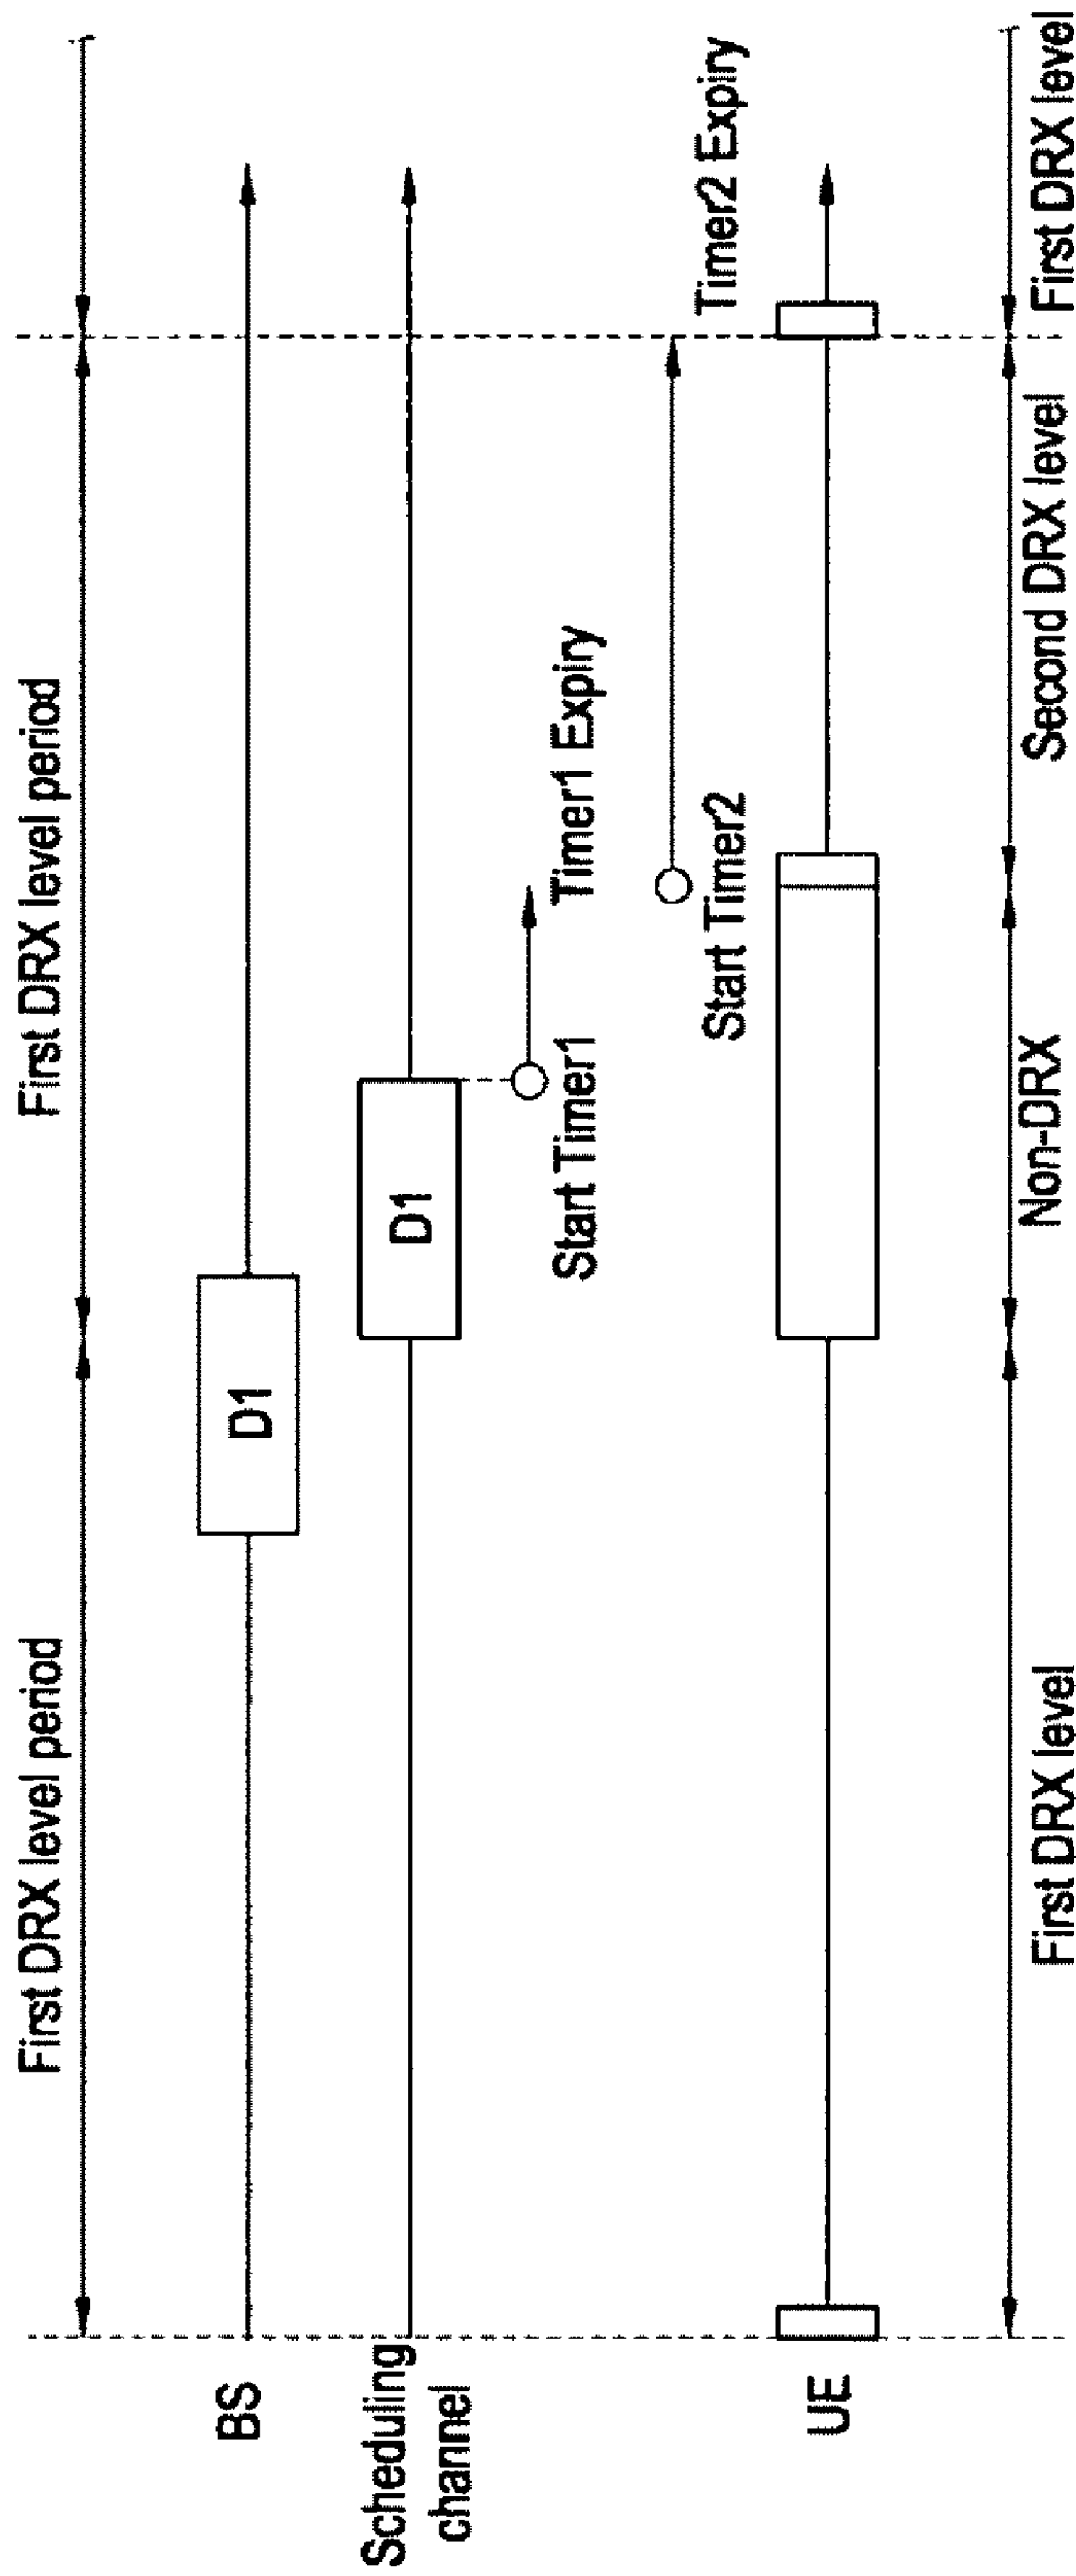 First DRX level period
First DRX level period
BS
D1
Scheduling
channel
D1
Start Timer1
Timer1 Expiry
Start Timer2
Timer2 Expiry
UE
First DRX level
Non-DRX
Second DRX level
First DRX level